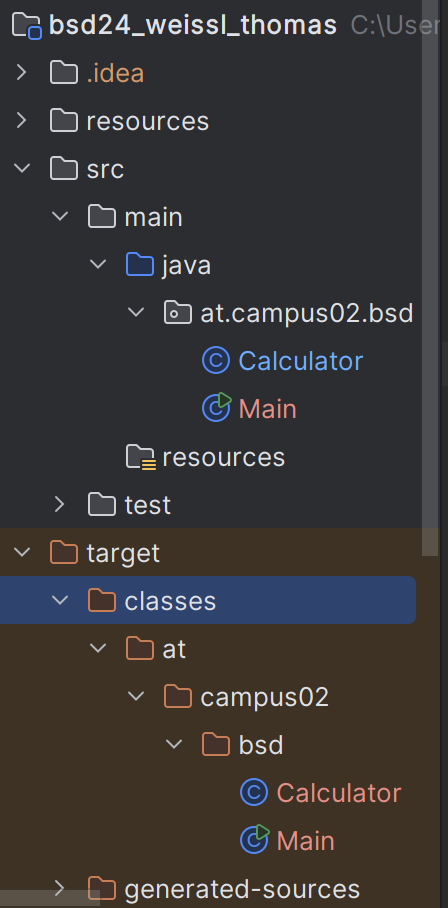 bsd24_weissl_thomas C:\User
.idea
resources
src
main
java
at.campus02.bsd
Calculator
Main
resources
test
target
classes
at
campus02
bsd
Calculator
Main
generated-sources